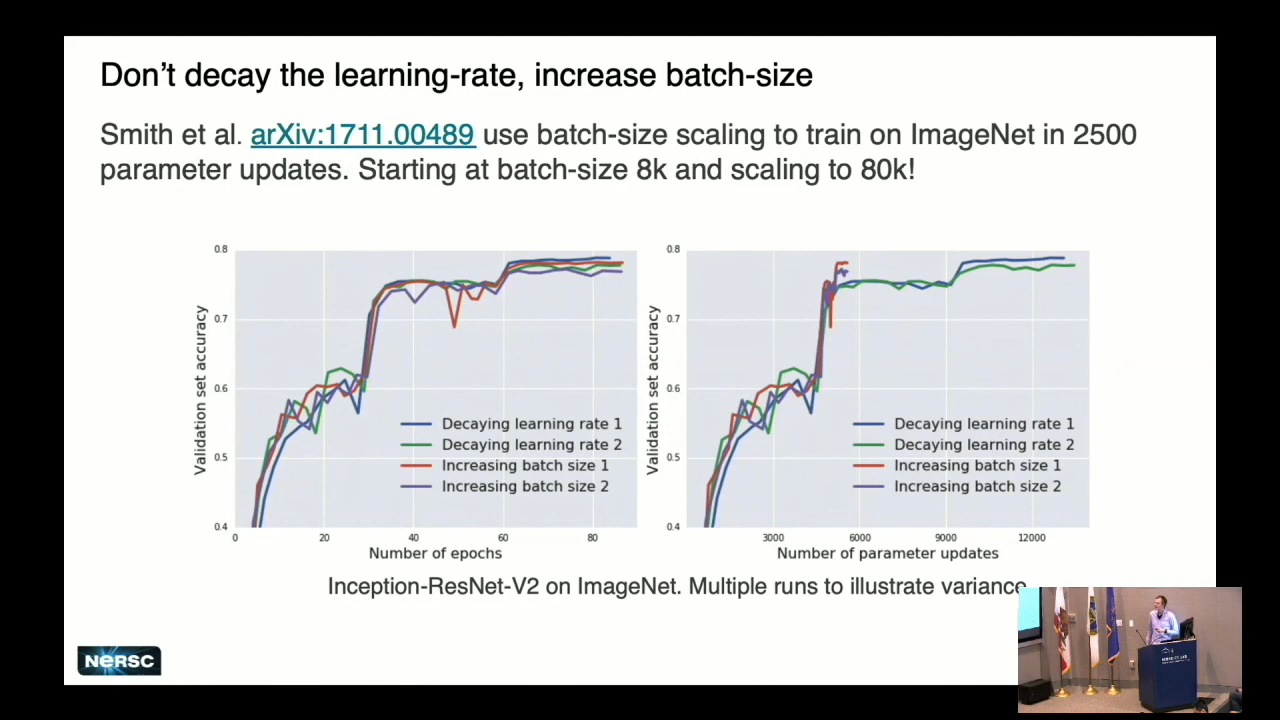 Don't decay the learning-rate, increase batch-size
Smith et al. arXiv:1711.00489 use batch-size scaling to train on ImageNet in 2500
parameter updates. Starting at batch-size 8k and scaling to 80k!
0.8
0.7
0.6
0.5
0.4
Validation set accuracy
Decaying learning rate 1
Decaying learning rate 2
Increasing batch size 1
Increasing batch size 2
0 20 40 60 80
Number of epochs
0.8
0.7
0.6
0.5
0.4
Validation set accuracy
Decaying learning rate 1
Decaying learning rate 2
Increasing batch size 1
Increasing batch size 2
3000 6000 9000 12000
Number of parameter updates
Inception-ResNet-V2 on ImageNet. Multiple runs to illustrate variance
NERSC
BERKELEY LAB